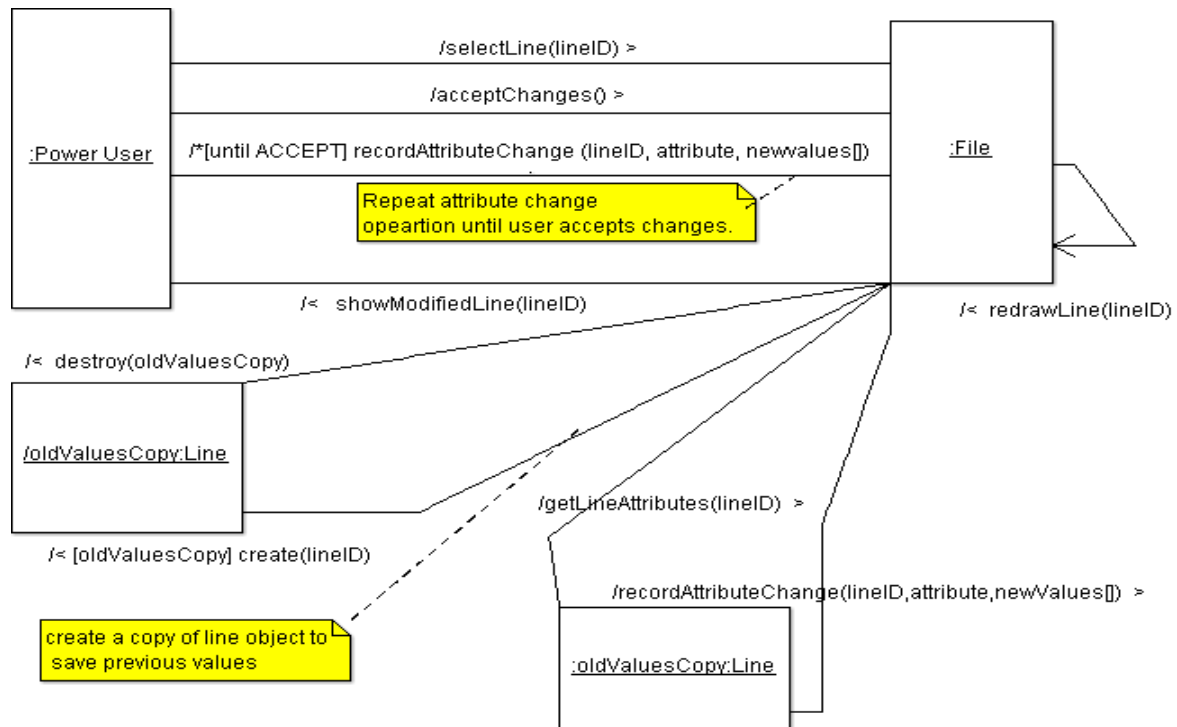 /selectLine(lineID) >
/acceptChanges() >
:Power User
/*[until ACCEPT] recordAttributeChange (lineID, attribute, newvalues[])
:File
Repeat attribute change
opeartion until user accepts changes.
/< showModifiedLine(lineID)
/< redrawLine(lineID)
/< destroy(oldValuesCopy)
/oldValuesCopy:Line
/getLineAttributes(lineID) >
/< [oldValuesCopy] create(lineID)
/recordAttributeChange(lineID,attribute,newValues[]) >
create a copy of line object to
save previous values
:oldValuesCopy:Line